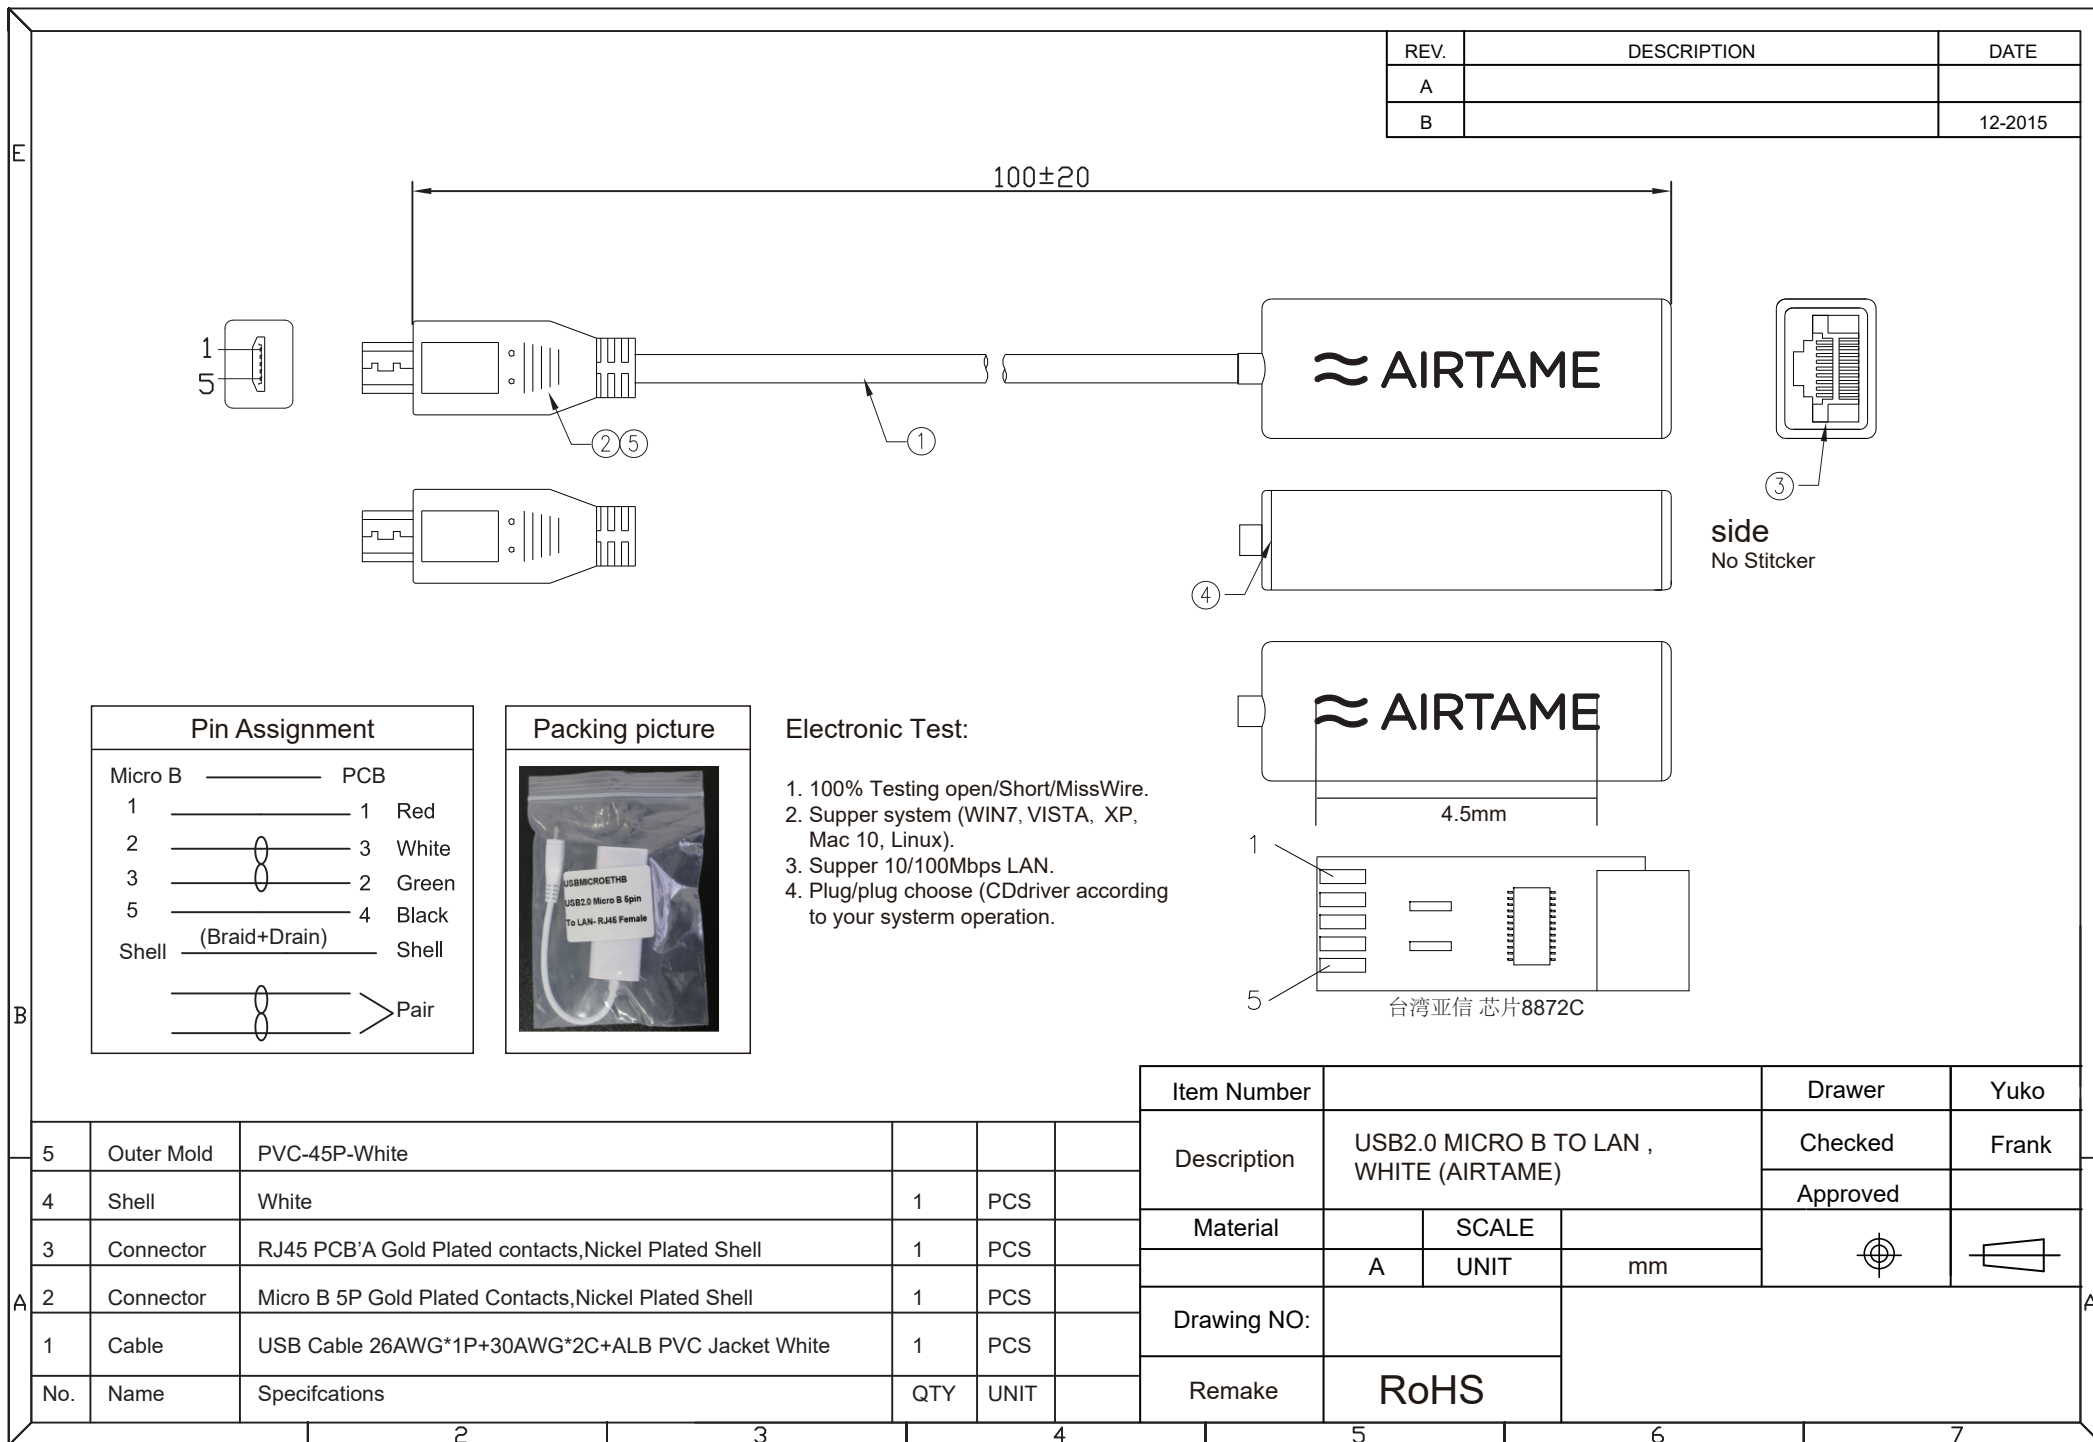 REV. DESCRIPTION DATE
A
B 12-2015
E
100±20
1
5
AIRTAME
2 5
1
3
side
No Stitcker
4
AIRTAME
4.5mm
1
5
台湾亚信 芯片8872C
Pin Assignment
Micro B PCB
1 1 Red
2 3 White
3 2 Green
5 4 Black
(Braid+Drain)
Shell Shell
Pair
Packing picture
USBMICROETHB
USB2.0 Micro B 5pin
To LAN- RJ45 Female
Electronic Test:
1. 100% Testing open/Short/MissWire.
2. Supper system (WIN7, VISTA, XP,
Mac 10, Linux).
3. Supper 10/100Mbps LAN.
4. Plug/plug choose (CDdriver according
to your systerm operation.
B
5 Outer Mold PVC-45P-White
4 Shell White 1 PCS
3 Connector RJ45 PCB'A Gold Plated contacts,Nickel Plated Shell 1 PCS
2 Connector Micro B 5P Gold Plated Contacts,Nickel Plated Shell 1 PCS
1 Cable USB Cable 26AWG*1P+30AWG*2C+ALB PVC Jacket White 1 PCS
No. Name Specifcations QTY UNIT
Item Number Drawer Yuko
Description USB2.0 MICRO B TO LAN ,
WHITE (AIRTAME)
Checked Frank
Approved
Material SCALE
A UNIT mm
Drawing NO:
Remake RoHS
A
A
2 3 4 5 6 7